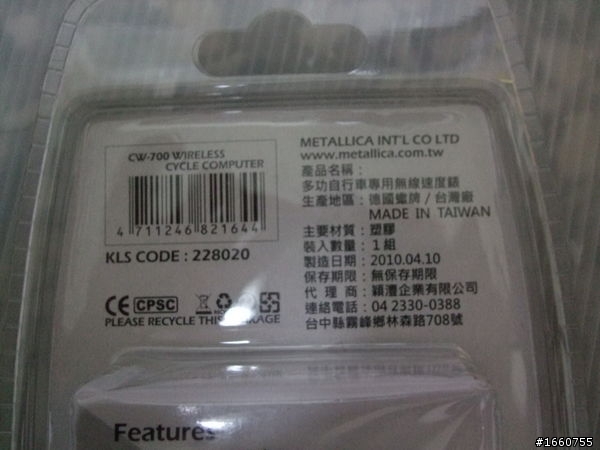 CW-700 WIRELESS
CYCLE COMPUTER
4 711246 821644
KLS CODE : 228020
CE CPSC
PLEASE RECYCLE THIS PACKAGE
METALLICA INT'L CO LTD
www.metallica.com.tw
產品名稱：
多功自行車專用無線速度錶
生產地區：德國蠟牌/台灣廠
MADE IN TAIWAN
主要材質：塑膠
裝入數量：1組
製造日期：2010.04.10
保存期限：無保存期限
代 理 商：穎灃企業有限公司
連絡電話：04 2330-0388
台中縣霧峰鄉林森路708號
Features
#1660755